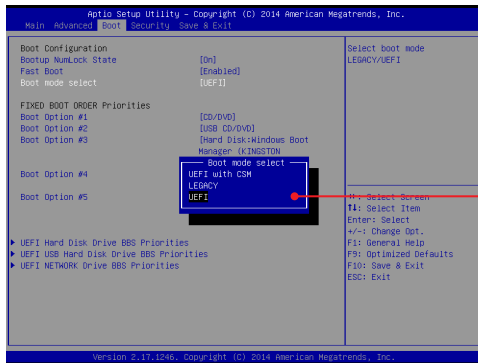 Aptio Setup Utility – Copyright (C) 2014 American Megatrends, Inc.
Main Advanced Boot Security Save & Exit
Boot Configuration
Bootup NumLock State [On]
Fast Boot [Enabled]
Boot mode select [UEFI]
FIXED BOOT ORDER Priorities
Boot Option #1 [CD/DVD]
Boot Option #2 [USB CD/DVD]
Boot Option #3 [Hard Disk:Windows Boot
Manager (KINGSTON
Boot mode select
UEFI with CSM
LEGACY
UEFI
Boot Option #4
Boot Option #5
▶ UEFI Hard Disk Drive BBS Priorities
▶ UEFI USB Hard Disk Drive BBS Priorities
▶ UEFI NETWORK Drive BBS Priorities
Select boot mode
LEGACY/UEFI
: Select Screen
↑↓: Select Item
Enter: Select
+/-: Change Opt.
F1: General Help
F9: Optimized Defaults
F10: Save & Exit
ESC: Exit
Version 2.17.1246. Copyright (C) 2014 American Megatrends, Inc.